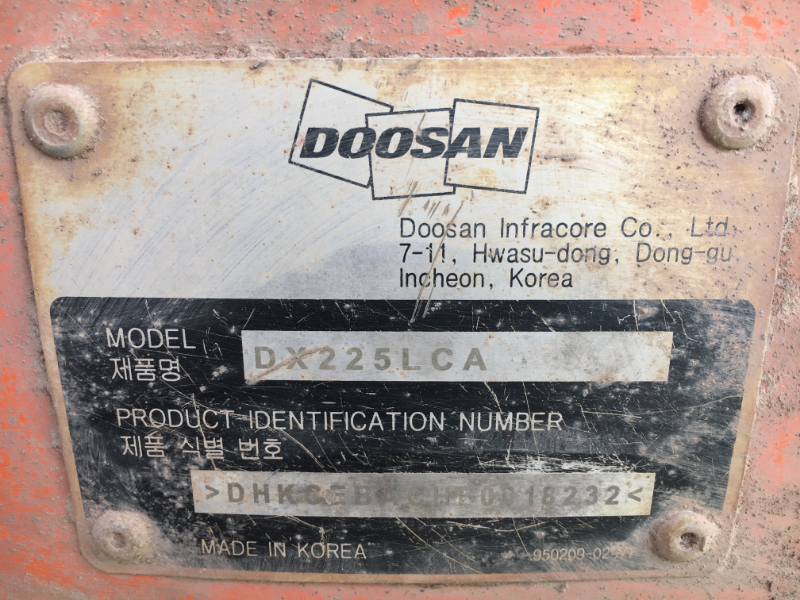 DOOSAN
Doosan Infracore Co., Ltd
7-11, Hwasu-dong, Dong-gu,
Incheon, Korea
MODEL
제품명
DX225LCA
PRODUCT IDENTIFICATION NUMBER
제품 식별 번호
MADE IN KOREA